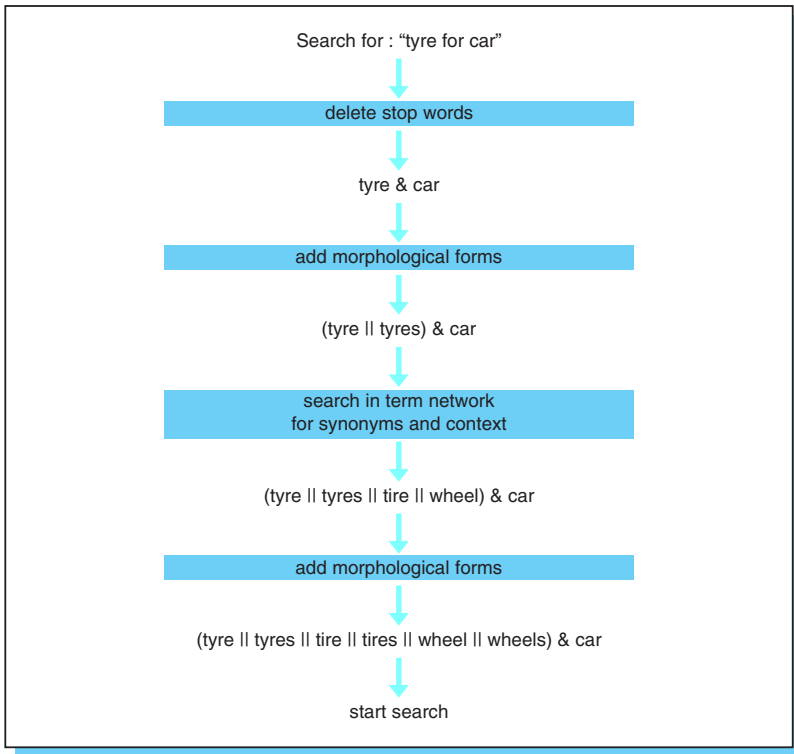 Search for : “tyre for car”
delete stop words
tyre & car
add morphological forms
(tyre || tyres) & car
search in term network
for synonyms and context
(tyre || tyres || tire || wheel) & car
add morphological forms
(tyre || tyres || tire || tires || wheel || wheels) & car
start search